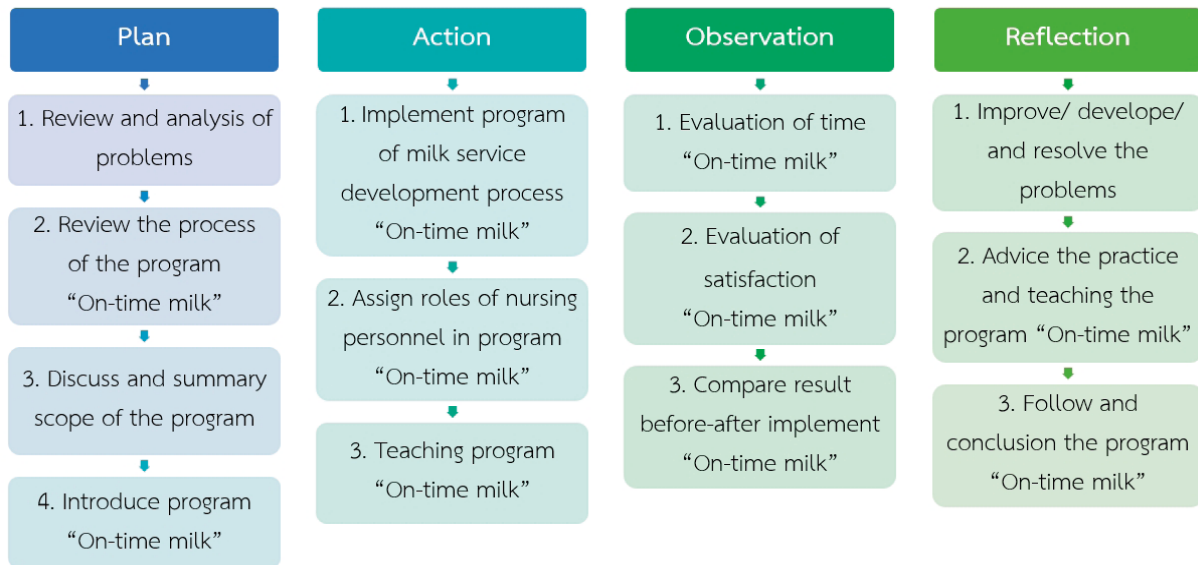 Plan
1. Review and analysis of
problems
2. Review the process
of the program
“On-time milk”
3. Discuss and summary
scope of the program
4. Introduce program
“On-time milk”
Action
1. Implement program
of milk service
development process
“On-time milk”
2. Assign roles of nursing
personnel in program
“On-time milk”
3. Teaching program
“On-time milk”
Observation
1. Evaluation of time
“On-time milk”
2. Evaluation of
satisfaction
“On-time milk”
3. Compare result
before-after implement
“On-time milk”
Reflection
1. Improve/ develope/
and resolve the
problems
2. Advice the practice
and teaching the
program “On-time milk”
3. Follow and
conclusion the program
“On-time milk”